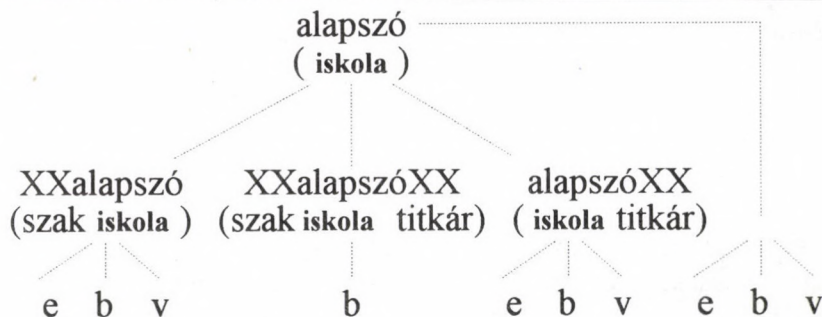 alapszó
( iskola )
XXalapszó XXalapszóXX alapszóXX
(szak iskola ) (szak iskola titkár) ( iskola titkár)
e b v b e b v e b v